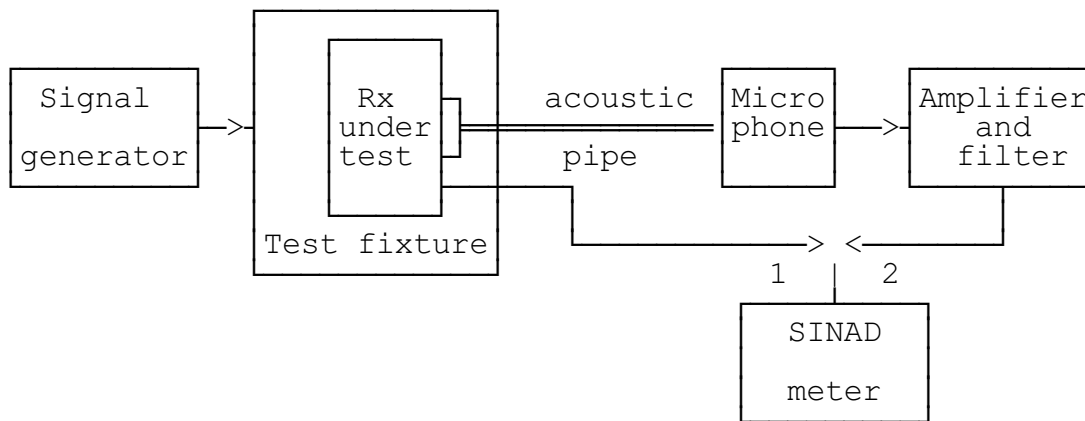 Signal
generator
Rx
under
test
Test fixture
acoustic
pipe
Micro
phone
Amplifier
and
filter
1 | 2
SINAD
meter